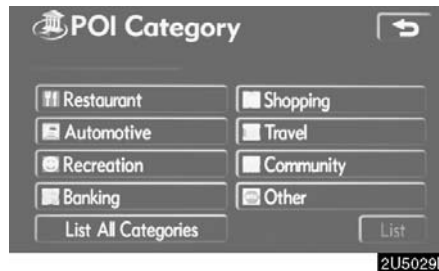 POI Category
Restaurant
Shopping
Automotive
Travel
Recreation
Community
Banking
Other
List All Categories
List
2U5029